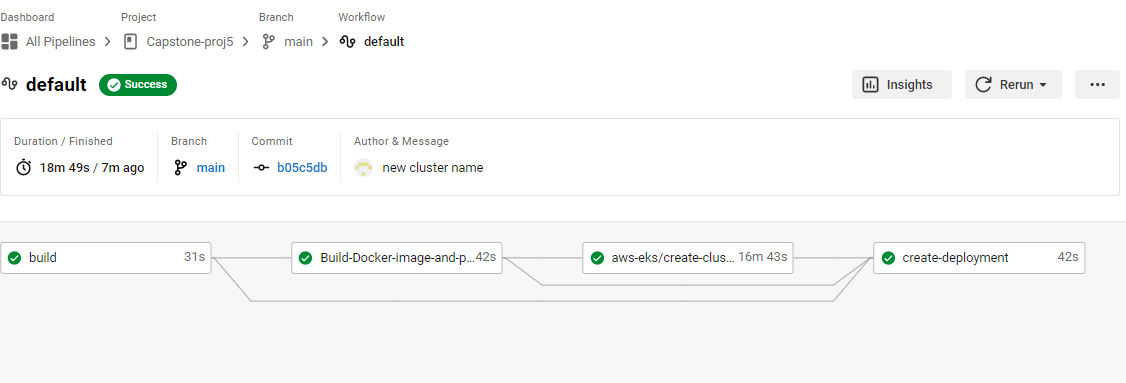 Dashboard Project Branch Workflow
All Pipelines Capstone-proj5 main default
default Success Insights Rerun
Duration / Finished Branch Commit Author & Message
18m 49s / 7m ago main b05c5db new cluster name
build 31s Build-Docker-image-and-p... 42s aws-eks/create-clus... 16m 43s create-deployment 42s